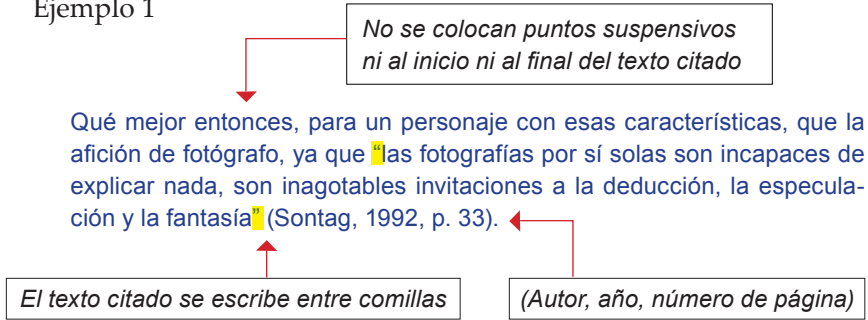 Ejemplo 1
No se colocan puntos suspensivos
ni al inicio ni al final del texto citado
Qué mejor entonces, para un personaje con esas características, que la
afición de fotógrafo, ya que “las fotografías por sí solas son incapaces de
explicar nada, son inagotables invitaciones a la deducción, la especula-
ción y la fantasía” (Sontag, 1992, p. 33).
El texto citado se escribe entre comillas
(Autor, año, número de página)